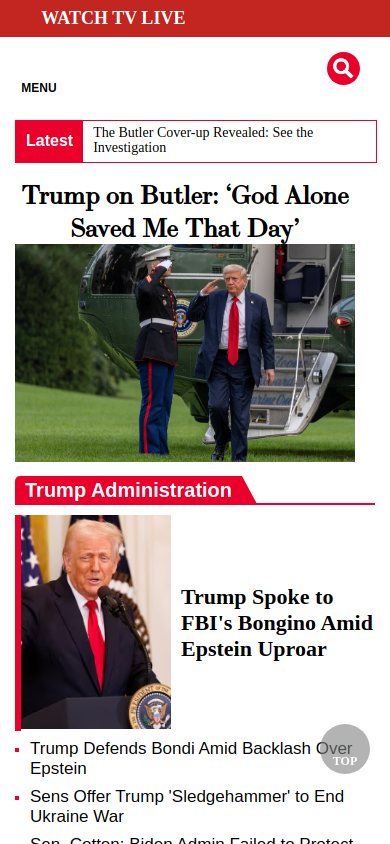 WATCH TV LIVE
MENU
Latest
The Butler Cover-up Revealed: See the
Investigation
Trump on Butler: ‘God Alone
Saved Me That Day’
Trump Administration
Trump Spoke to
FBI's Bongino Amid
Epstein Uproar
Trump Defends Bondi Amid Backlash Over
Epstein
TOP
Sens Offer Trump 'Sledgehammer' to End
Ukraine War
Sen. Cotton: Biden Admin Failed to Protect